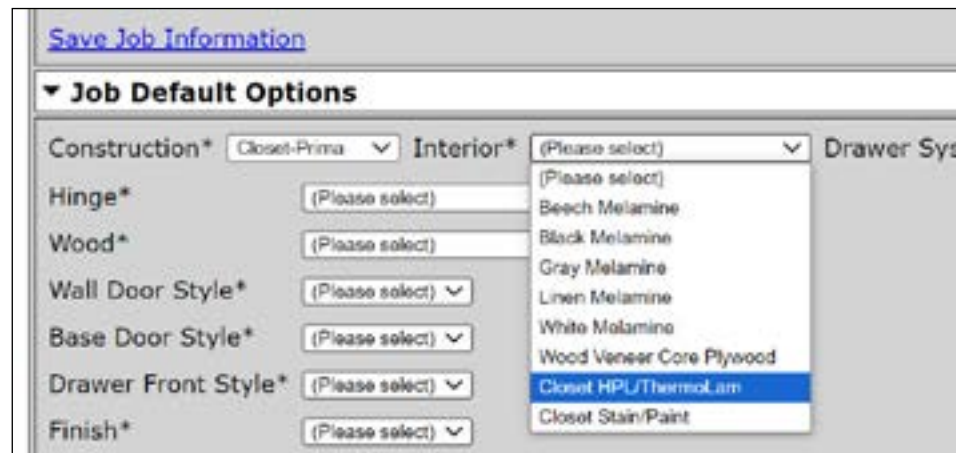 Save Job Information
Job Default Options
Construction* Closet-Prima Interior* (Please select) Drawer Sys
(Please select)
Hinge* (Please select)
Beech Melamine
Wood* (Please select)
Black Melamine
Gray Melamine
Wall Door Style* (Please select)
Linen Melamine
White Melamine
Base Door Style* (Please select)
Wood Veneer Core Plywood
Drawer Front Style* (Please select)
Closet HPL/ThermoLam
Closet Stain/Paint
Finish* (Please select)